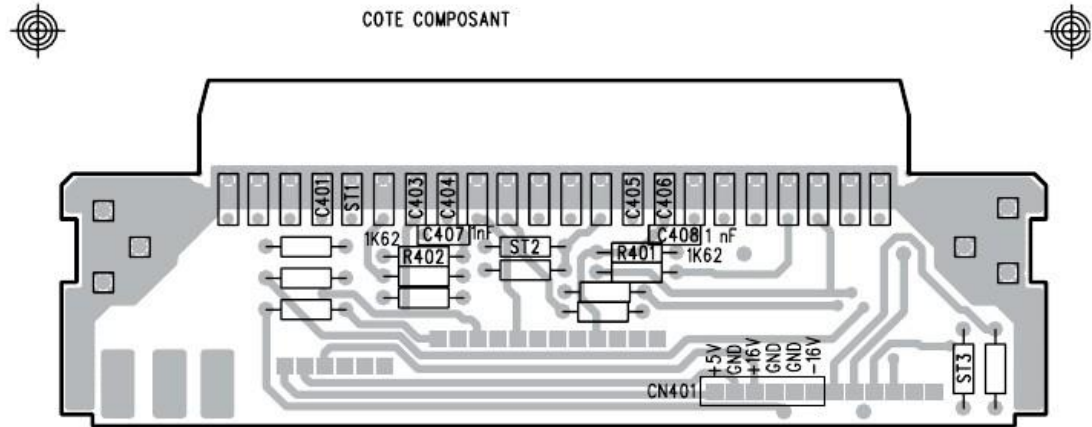 COTE COMPOSANT
C401
ST1
C403
C404
C405
C406
1K62
C407
1nF
ST2
C408
1 nF
R402
R401
1K62
+5V
GND
+16V
GND
GND
-16V
CN401
ST3